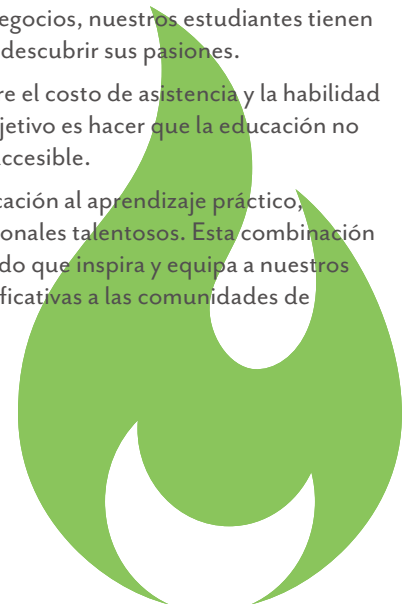 egocios, nuestros estudiantes tienen
descubrir sus pasiones.
re el costo de asistencia y la habilidad
jetivo es hacer que la educación no
ccesible.
cación al aprendizaje práctico,
onales talentosos. Esta combinación
do que inspira y equipa a nuestros
ficativas a las comunidades de